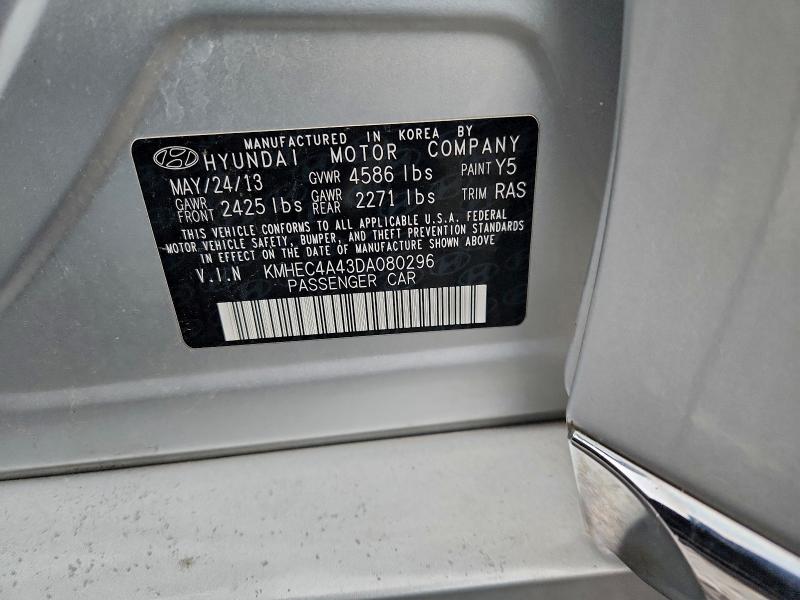 MANUFACTURED IN KOREA BY
HYUNDAI MOTOR COMPANY
MAY/24/13 GVWR 4586 lbs PAINT Y5
GAWR FRONT 2425 lbs GAWR REAR 2271 lbs TRIM RAS
THIS VEHICLE CONFORMS TO ALL APPLICABLE U.S.A. FEDERAL
MOTOR VEHICLE SAFETY, BUMPER, AND THEFT PREVENTION STANDARDS
IN EFFECT ON THE DATE OF MANUFACTURE SHOWN ABOVE
V.I.N KMHEC4A43DA080296
PASSENGER CAR